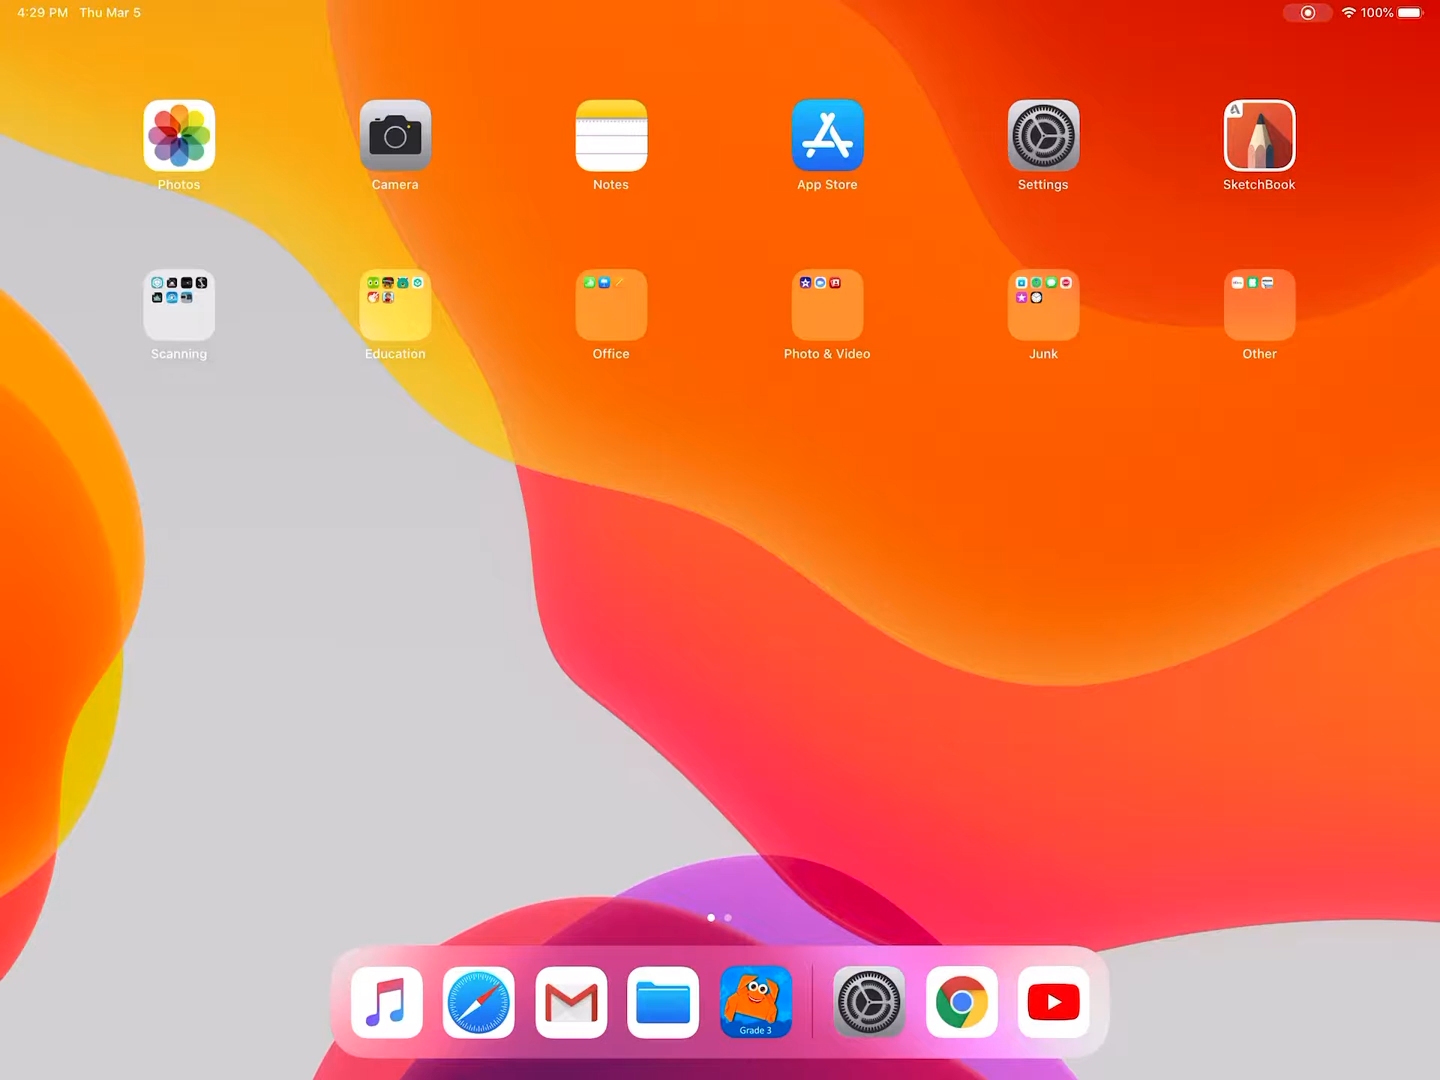 4:29 PM Thu Mar 5
100%
Photos
Camera
Notes
App Store
Settings
SketchBook
Scanning
Education
Office
Photo & Video
Junk
Other
Grade 3